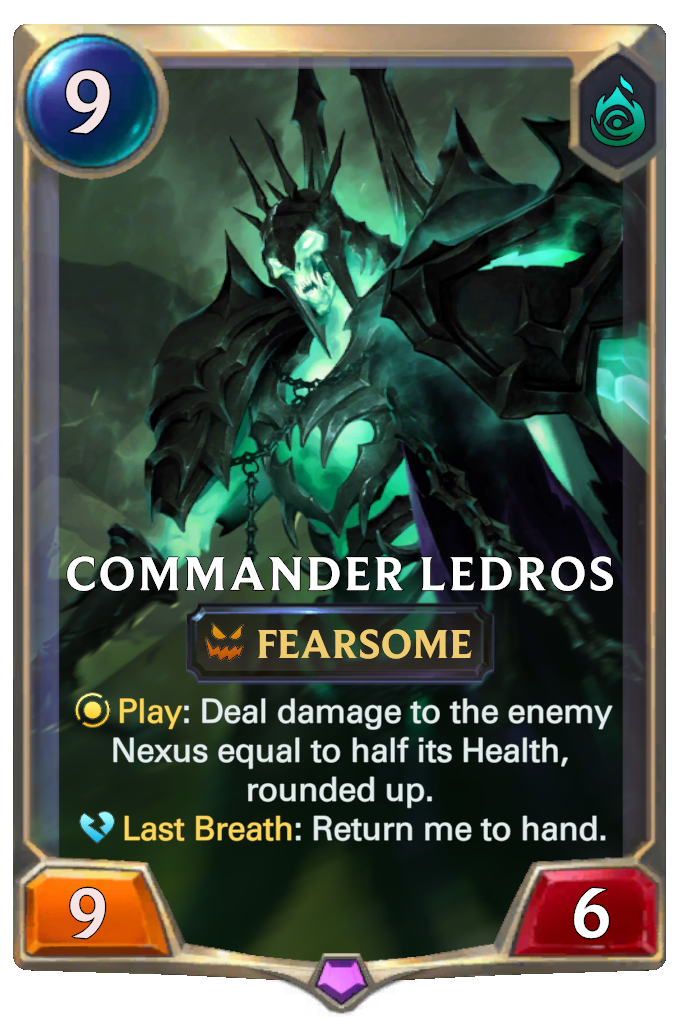 9
COMMANDER LEDROS
FEARSOME
Play: Deal damage to the enemy
Nexus equal to half its Health,
rounded up.
Last Breath: Return me to hand.
9 6